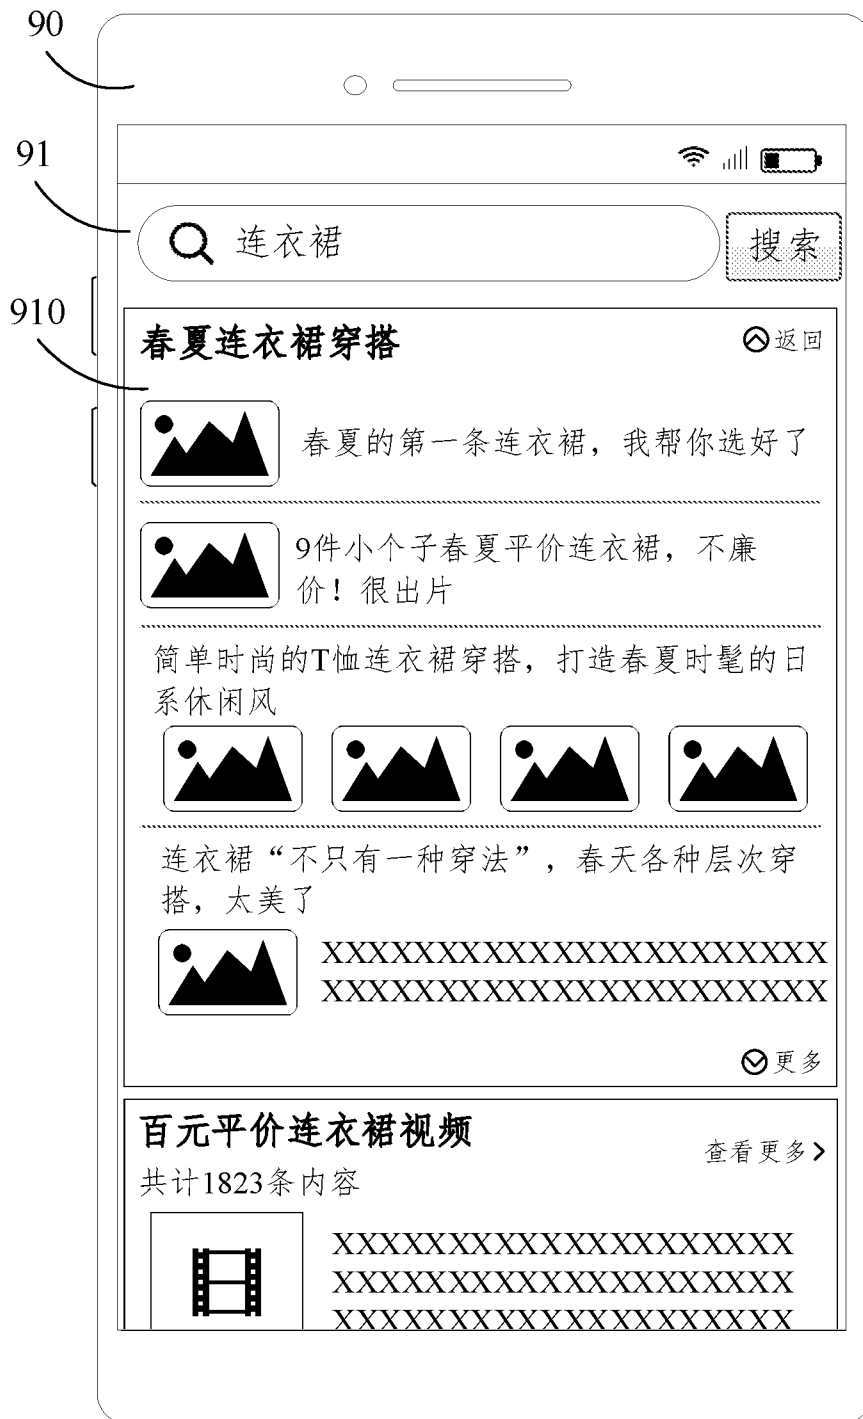 90
91
连衣裙
搜索
910
春夏连衣裙穿搭
返回
春夏的第一条连衣裙，我帮你选好了
9件小个子春夏平价连衣裙，不廉
价！很出片
简单时尚的T恤连衣裙穿搭，打造春夏时髦的日
系休闲风
连衣裙“不只有一种穿法”，春天各种层次穿
搭，太美了
XXXXXXXXXXXXXXXXXXXXXX
XXXXXXXXXXXXXXXXXXXXXX
更多
百元平价连衣裙视频
查看更多
共计1823条内容
XXXXXXXXXXXXXXXXXXXX
XXXXXXXXXXXXXXXXXXXX
XXXXXXXXXXXXXXXXXXXX